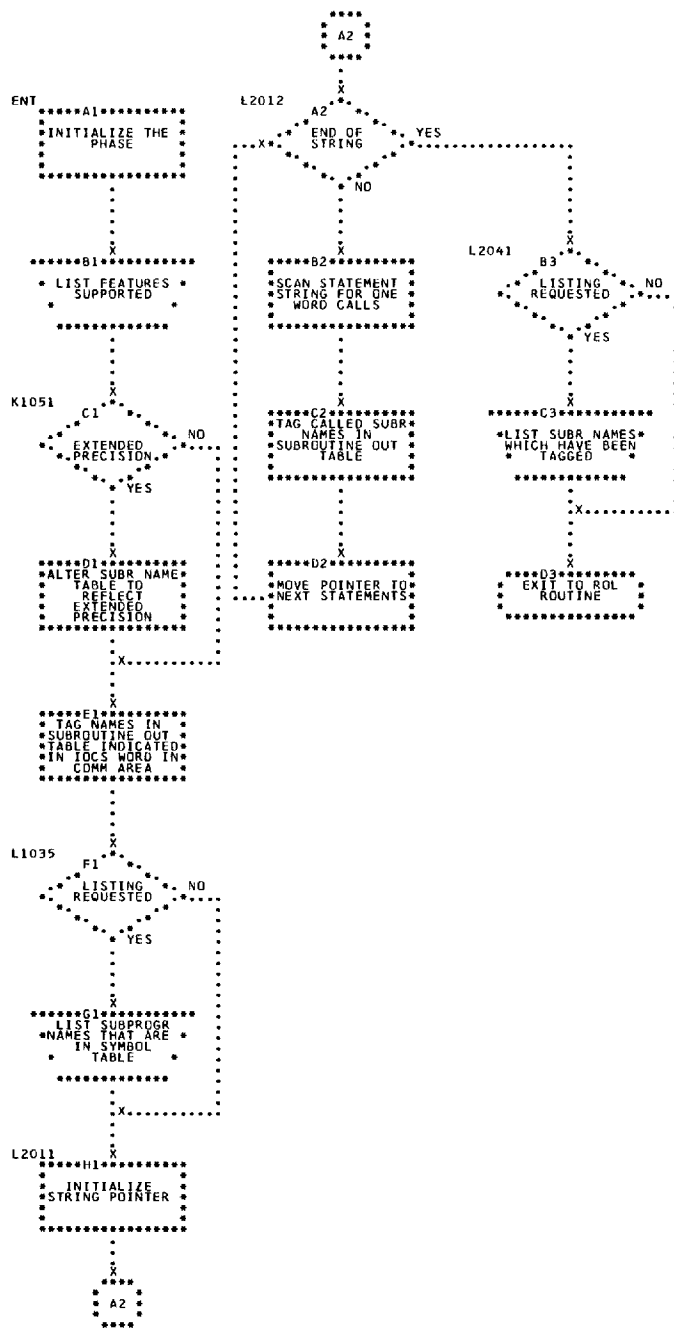 ENT
A1
INITIALIZE THE
PHASE
B1
LIST FEATURES
SUPPORTED
K1051
C1
EXTENDED
PRECISION
NO
YES
D1
ALTER SUBR NAME
TABLE TO
REFLECT
EXTENDED
PRECISION
X
E1
TAG NAMES IN
SUBROUTINE OUT
TABLE INDICATED
IN IOCS WORD IN
COMM AREA
L1035
F1
LISTING
REQUESTED
NO
YES
G1
LIST SUBPROGR
NAMES THAT ARE
IN SYMBOL
TABLE
X
L2011
H1
INITIALIZE
STRING POINTER
X
A2
A2
X
L2012
A2
END OF
STRING
X
YES
NO
B2
SCAN STATEMENT
STRING FOR ONE
WORD CALLS
X
C2
TAG CALLED SUBR
NAMES IN
SUBROUTINE OUT
TABLE
X
D2
MOVE POINTER TO
NEXT STATEMENTS
L2041
X
B3
LISTING
REQUESTED
NO
YES
X
C3
LIST SUBR NAMES
WHICH HAVE BEEN
TAGGED
X
D3
EXIT TO ROL
ROUTINE